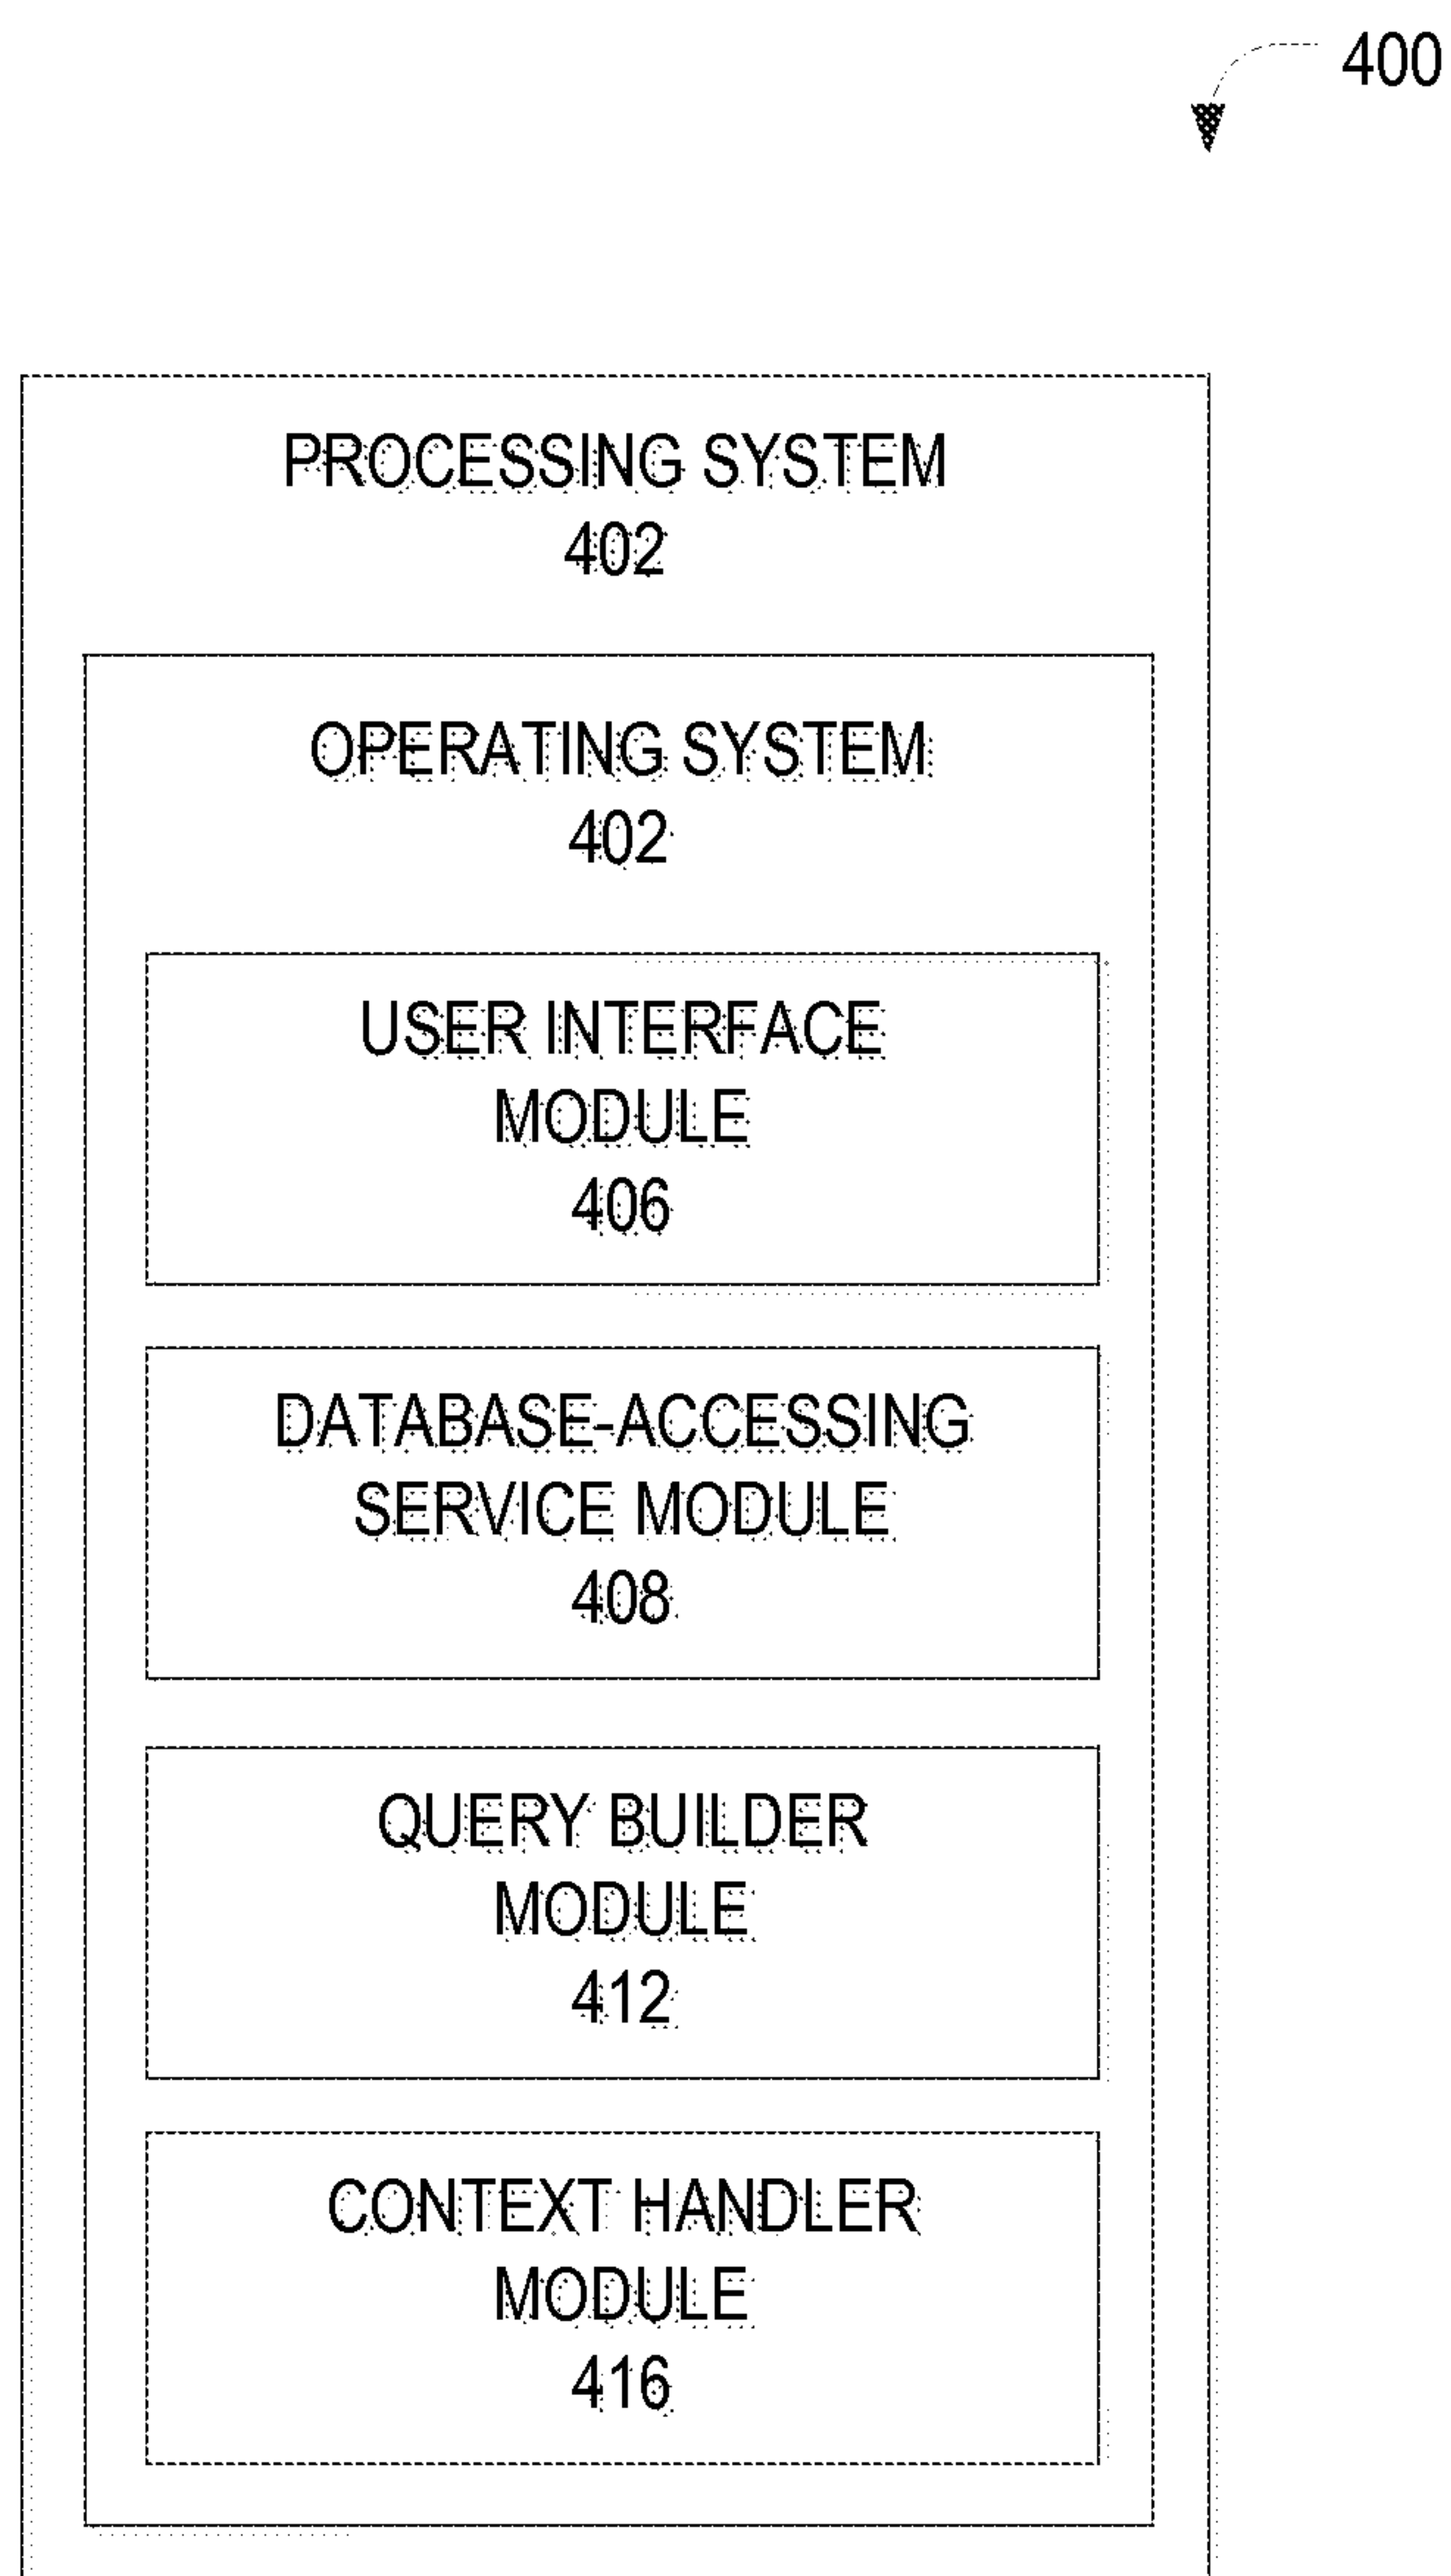 400
PROCESSING SYSTEM
402
OPERATING SYSTEM
402
USER INTERFACE
MODULE
406
DATABASE-ACCESSING
SERVICE MODULE
408
QUERY BUILDER
MODULE
412
CONTEXT HANDLER
MODULE
416